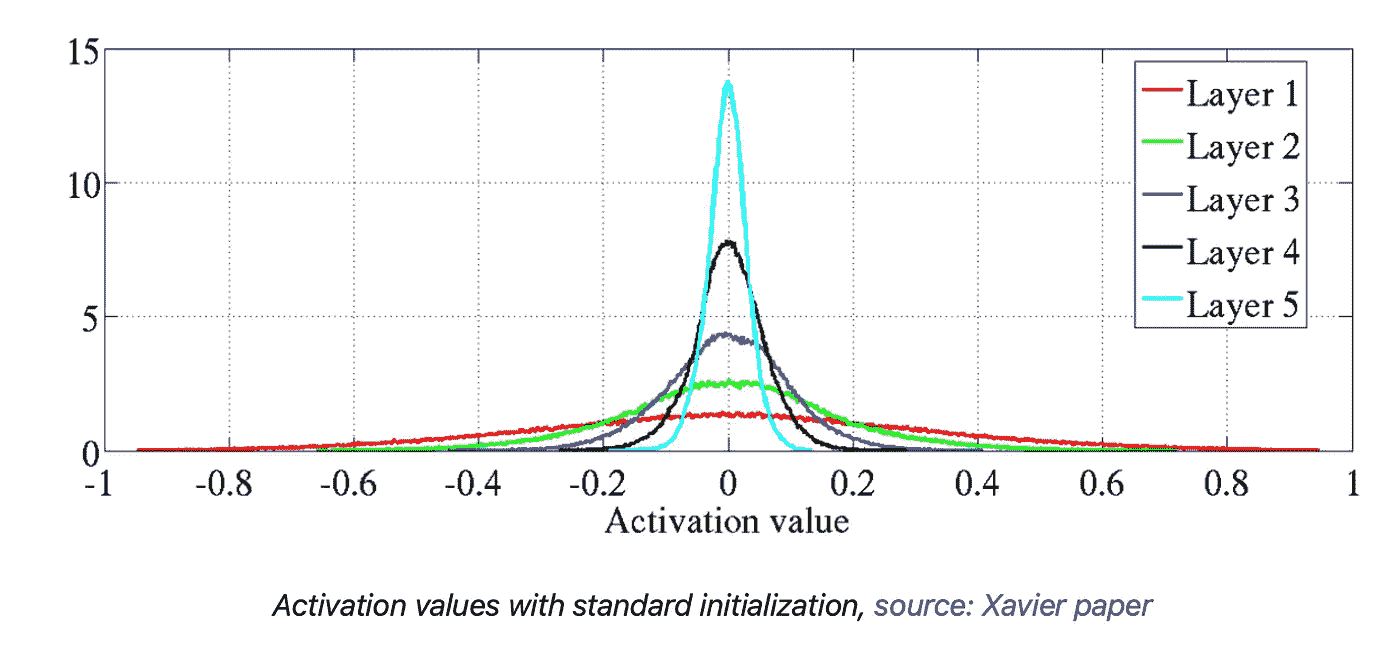 15
10
5
0
-1 -0.8 -0.6 -0.4 -0.2 0 0.2 0.4 0.6 0.8 1
Activation value
Layer 1
Layer 2
Layer 3
Layer 4
Layer 5
Activation values with standard initialization, source: Xavier paper